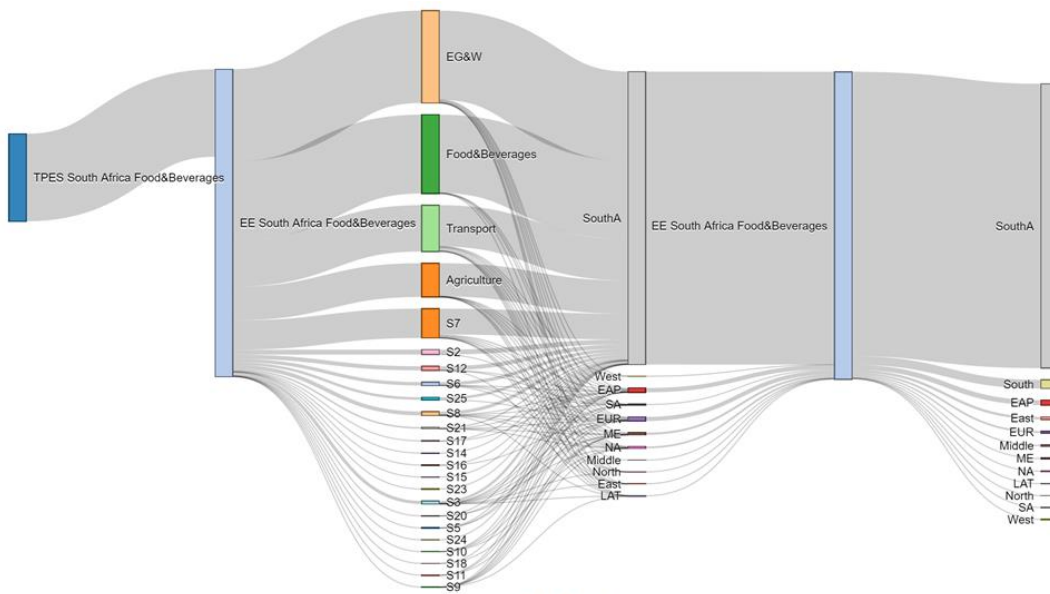 TPES South Africa Food&Beverages
EE South Africa Food&Beverages
EG&W
Food&Beverages
Transport
Agriculture
S7
S2
S12
S6
S25
S8
S21
S17
S14
S16
S15
S23
S3
S20
S5
S24
S10
S18
S11
S9
SouthA
West
EAP
SA
EUR
ME
NA
Middle
North
East
LAT
EE South Africa Food&Beverages
SouthA
South
EAP
East
EUR
Middle
ME
NA
LAT
North
SA
West